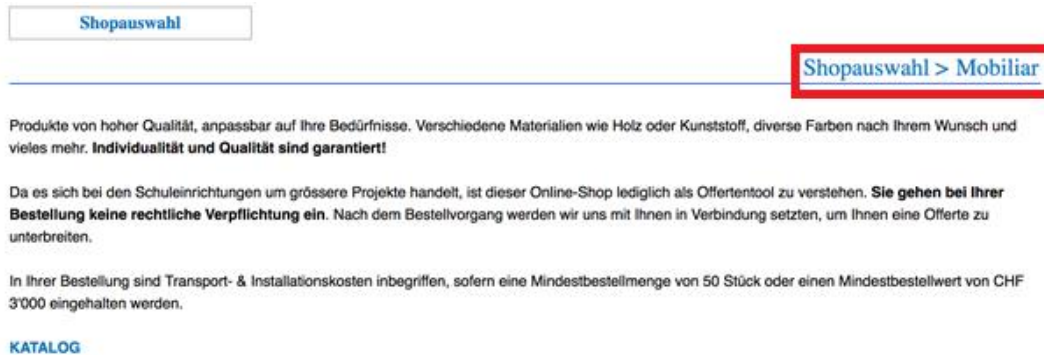 Shopauswahl
Shopauswahl > Mobiliar
Produkte von hoher Qualität, anpassbar auf Ihre Bedürfnisse. Verschiedene Materialien wie Holz oder Kunststoff, diverse Farben nach Ihrem Wunsch und
vieles mehr. Individualität und Qualität sind garantiert!
Da es sich bei den Schuleinrichtungen um grössere Projekte handelt, ist dieser Online-Shop lediglich als Offertentool zu verstehen. Sie gehen bei Ihrer
Bestellung keine rechtliche Verpflichtung ein. Nach dem Bestellvorgang werden wir uns mit Ihnen in Verbindung setzten, um Ihnen eine Offerte zu
unterbreiten.
In Ihrer Bestellung sind Transport- & Installationskosten inbegriffen, sofern eine Mindestbestellmenge von 50 Stück oder einen Mindestbestellwert von CHF
3'000 eingehalten werden.
KATALOG